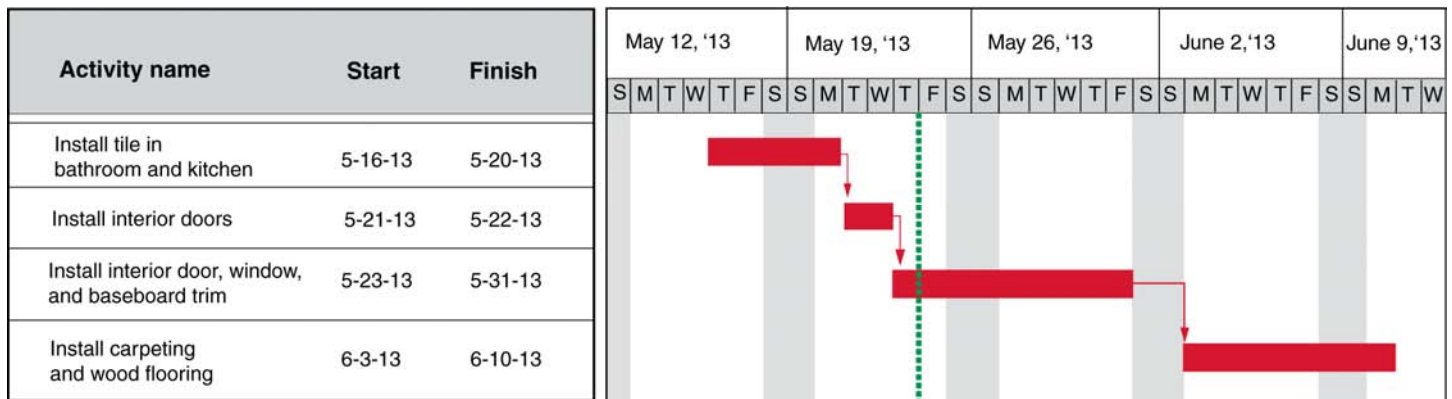 Activity name Start Finish
May 12, ‘13 May 19, ‘13 May 26, ‘13 June 2,‘13 June 9,‘13
S M T W T F S S M T W T F S S M T W T F S S M T W T F S S M T W
Install tile in
bathroom and kitchen 5-16-13 5-20-13
Install interior doors 5-21-13 5-22-13
Install interior door, window,
and baseboard trim 5-23-13 5-31-13
Install carpeting
and wood flooring 6-3-13 6-10-13